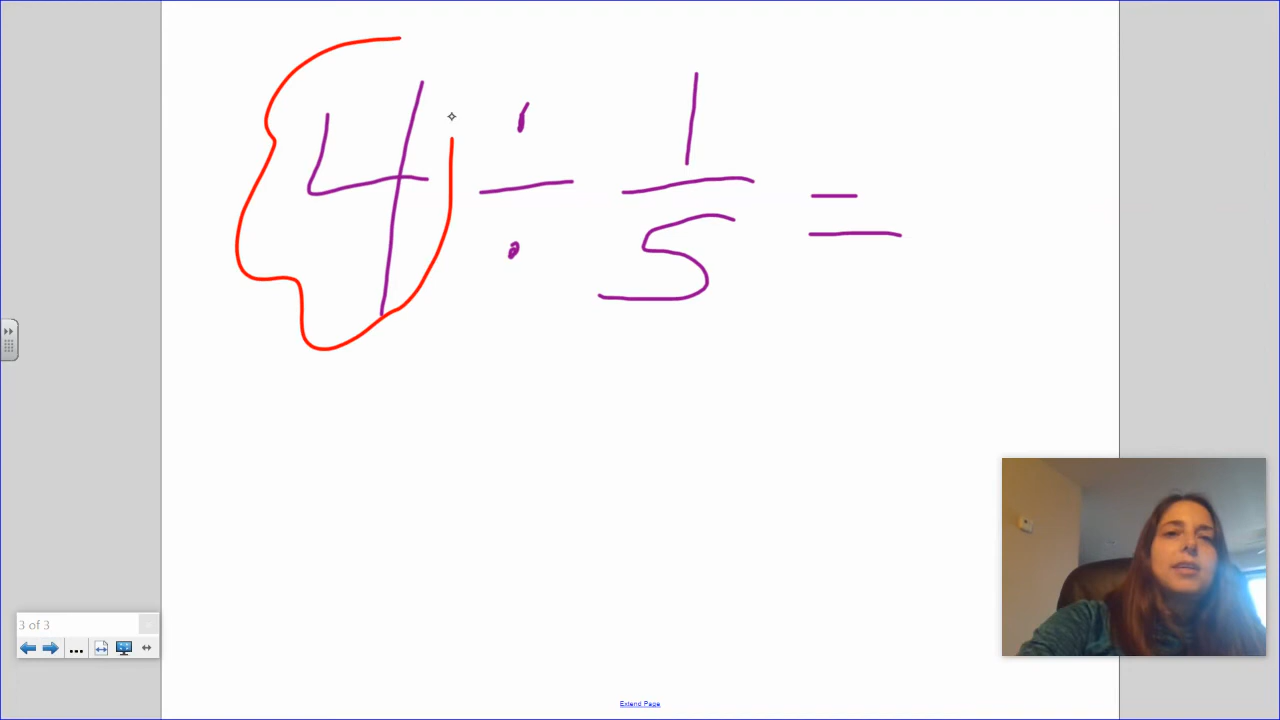 4 ÷ 1/5 =
3 of 3
Extend Page